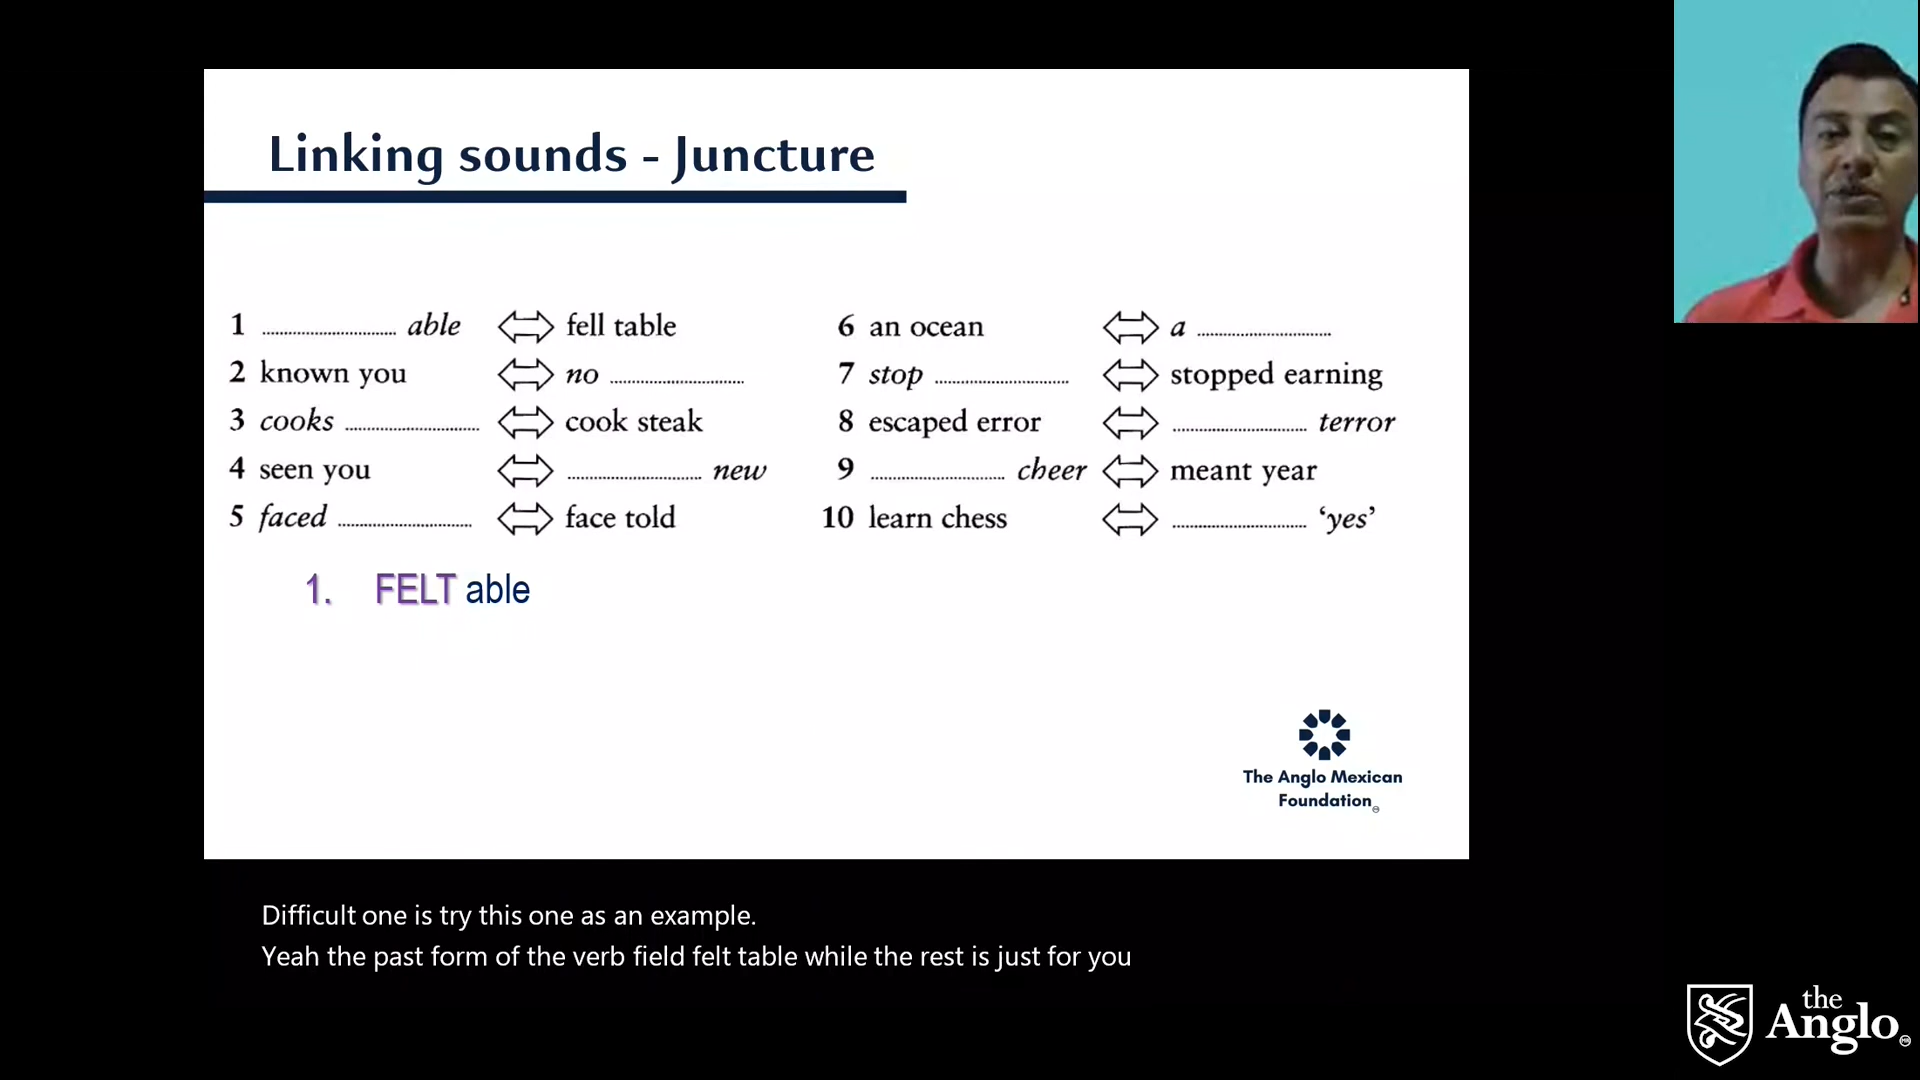 Linking sounds - Juncture
1 .............................. able ⇔ fell table
2 known you ⇔ no ..............................
3 cooks .............................. ⇔ cook steak
4 seen you ⇔ .............................. new
5 faced .............................. ⇔ face told
6 an ocean ⇔ a ..............................
7 stop .............................. ⇔ stopped earning
8 escaped error ⇔ .............................. terror
9 .............................. cheer ⇔ meant year
10 learn chess ⇔ .............................. ‘yes’
1. FELT able
The Anglo Mexican
Foundation
Difficult one is try this one as an example.
Yeah the past form of the verb field felt table while the rest is just for you
the
Anglo